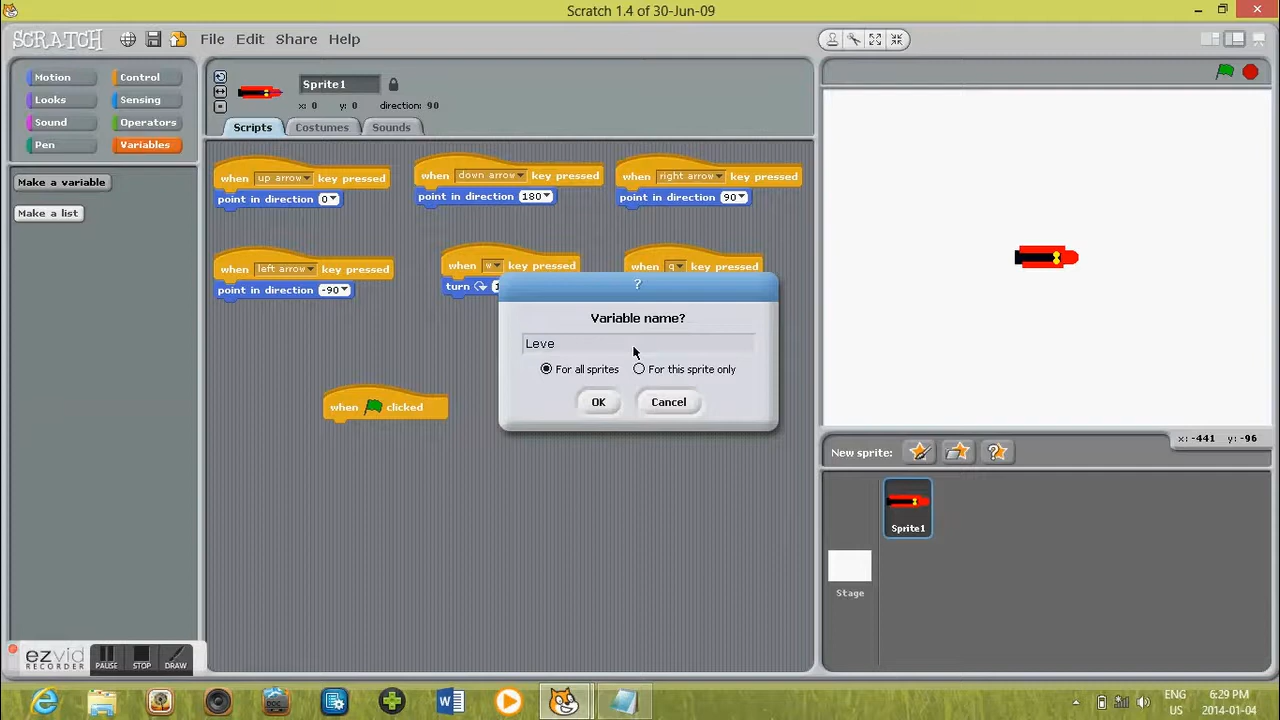 Scratch 1.4 of 30-Jun-09
SCRATCH
File Edit Share Help
Motion Control
Looks Sensing
Sound Operators
Pen Variables
Make a variable
Make a list
Sprite1
x: 0 y: 0 direction: 90
Scripts Costumes Sounds
when up arrow key pressed
point in direction 0
when down arrow key pressed
point in direction 180
when right arrow key pressed
point in direction 90
when left arrow key pressed
point in direction -90
when w key pressed
turn
when q key pressed
when clicked
?
Variable name?
Leve
For all sprites For this sprite only
OK Cancel
x: -441 y: -96
New sprite:
Sprite1
Stage
ezvid
RECORDER
PAUSE STOP DRAW
DOC
ENG
US
6:29 PM
2014-01-04